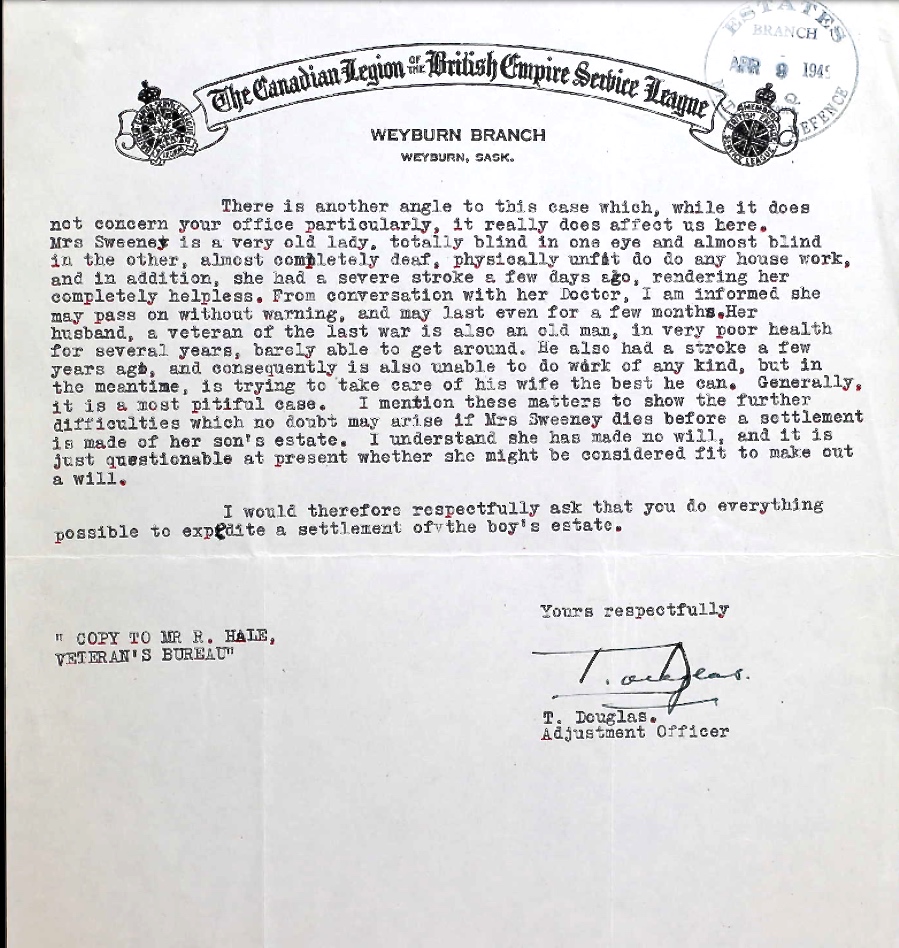 ESTATES
BRANCH
APR 9 1945
DEFENCE
The Canadian Legion OF THE British Empire Service League
WEYBURN BRANCH
WEYBURN, SASK.
There is another angle to this case which, while it does
not concern your office particularly, it really does affect us here.
Mrs Sweeney is a very old lady, totally blind in one eye and almost blind
in the other, almost completely deaf, physically unfit do do any house work,
and in addition, she had a severe stroke a few days ago, rendering her
completely helpless. From conversation with her Doctor, I am informed she
may pass on without warning, and may last even for a few months.Her
husband, a veteran of the last war is also an old man, in very poor health
for several years, barely able to get around. He also had a stroke a few
years ago, and consequently is also unable to do work of any kind, but in
the meantime, is trying to take care of his wife the best he can. Generally,
it is a most pitiful case. I mention these matters to show the further
difficulties which no doubt may arise if Mrs Sweeney dies before a settlement
is made of her son's estate. I understand she has made no will, and it is
just questionable at present whether she might be considered fit to make out
a will.
I would therefore respectfully ask that you do everything
possible to expedite a settlement of the boy's estate.
Yours respectfully
" COPY TO MR R. HALE,
VETERAN'S BUREAU"
T. Douglas.
T. Douglas.
Adjustment Officer